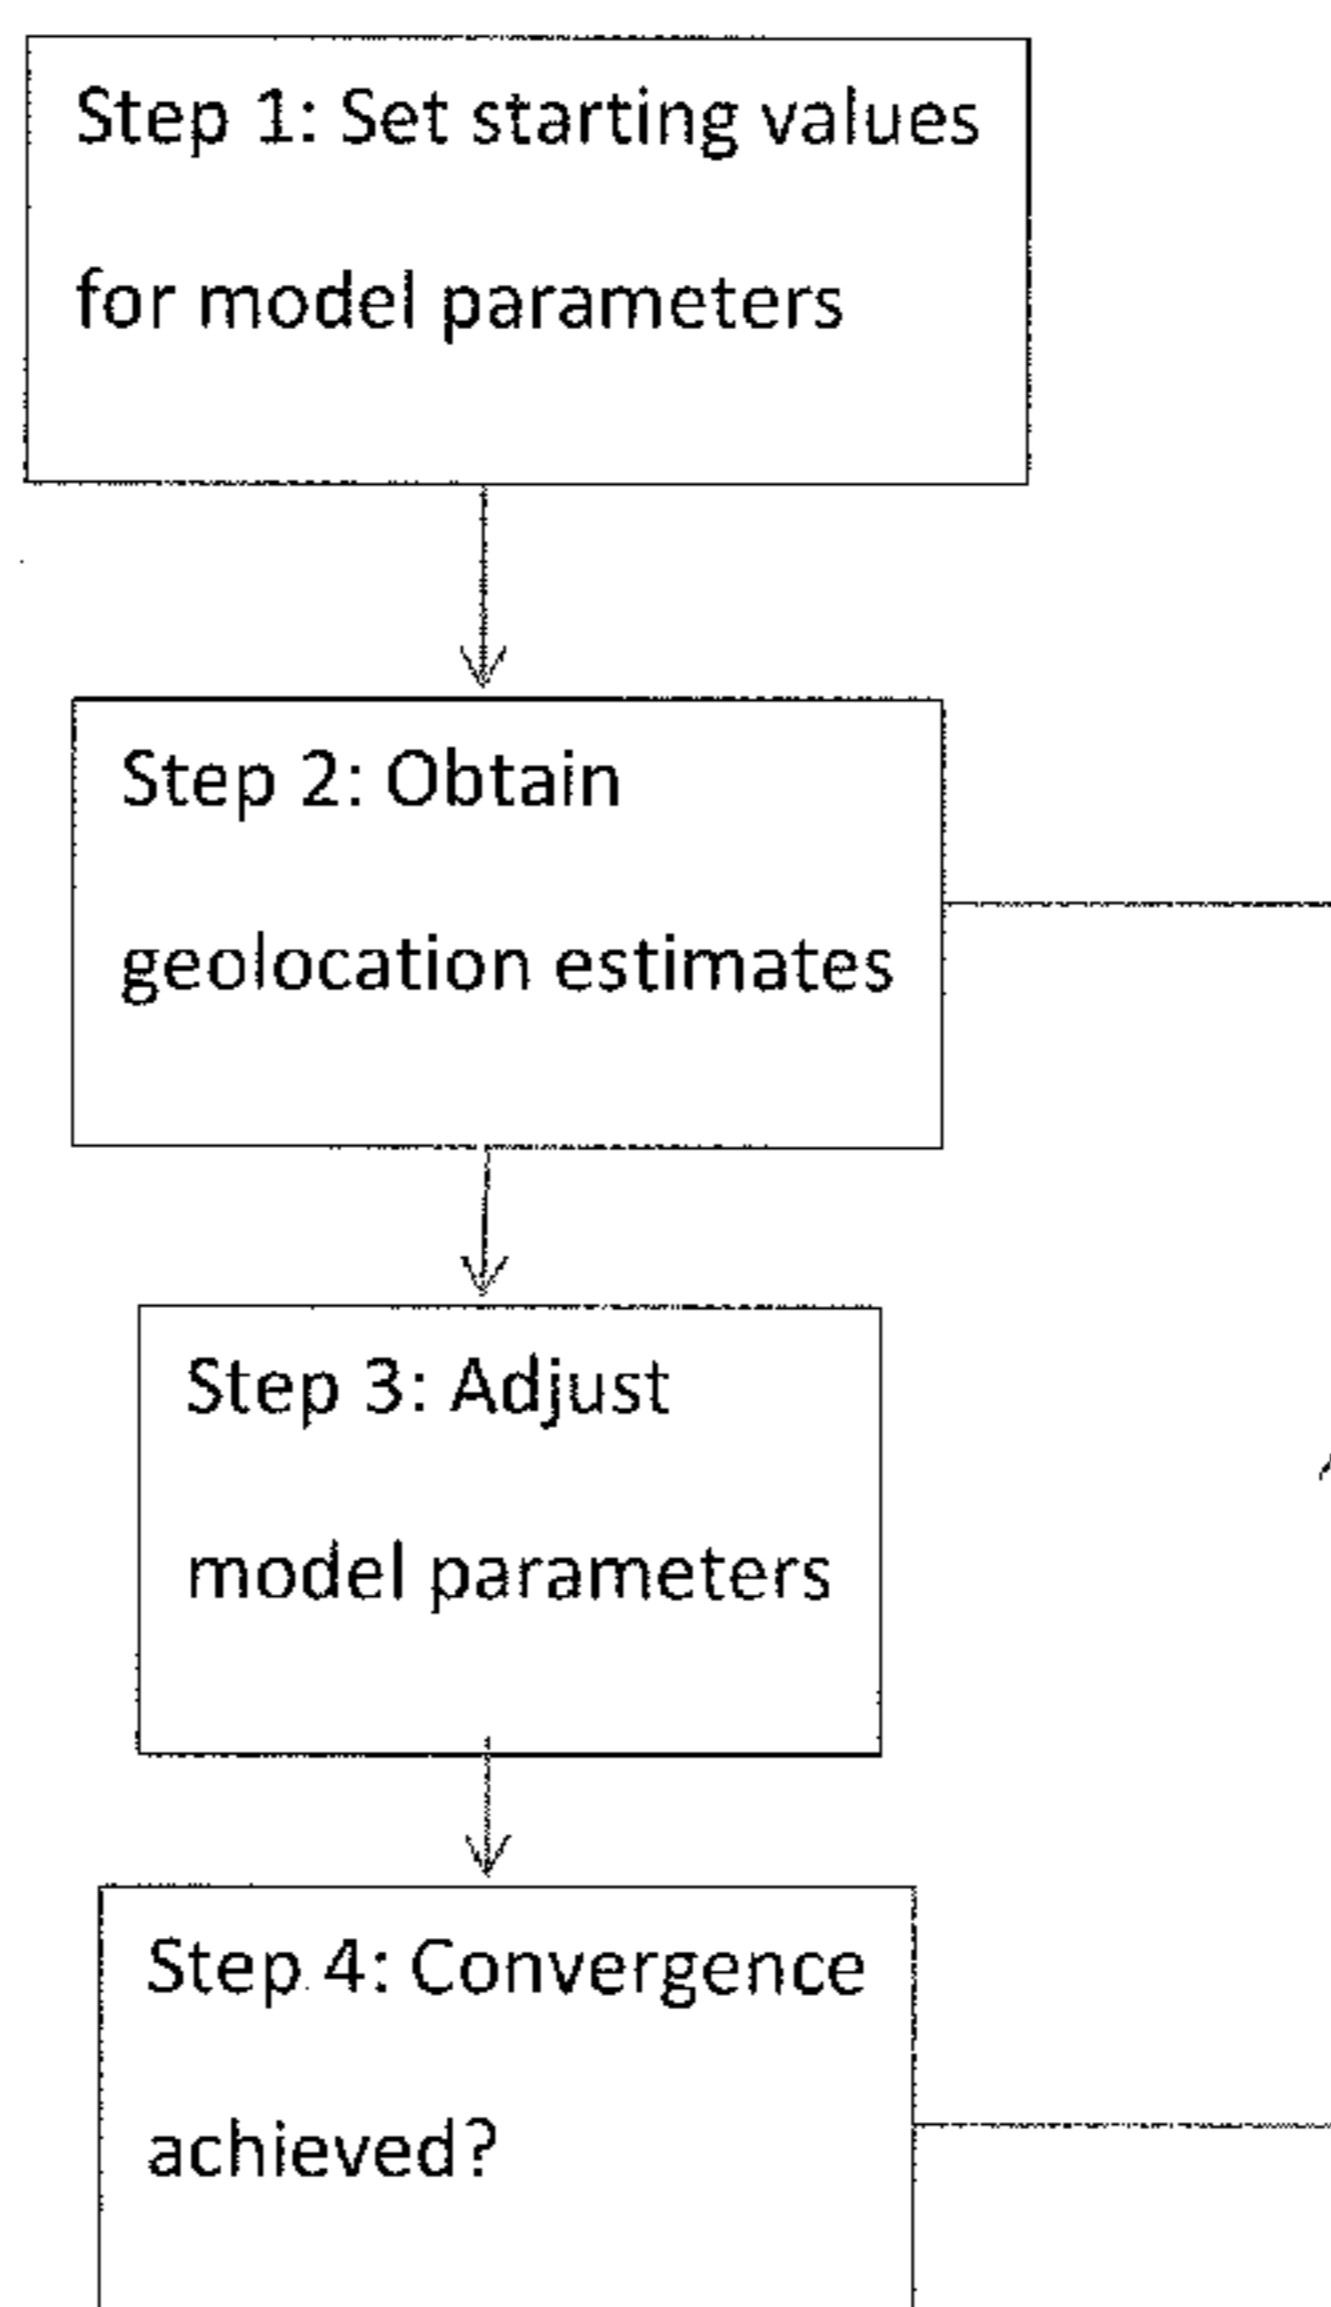 Step 1: Set starting values
for model parameters
Step 2: Obtain
geolocation estimates
Step 3: Adjust
model parameters
Step 4: Convergence
achieved?